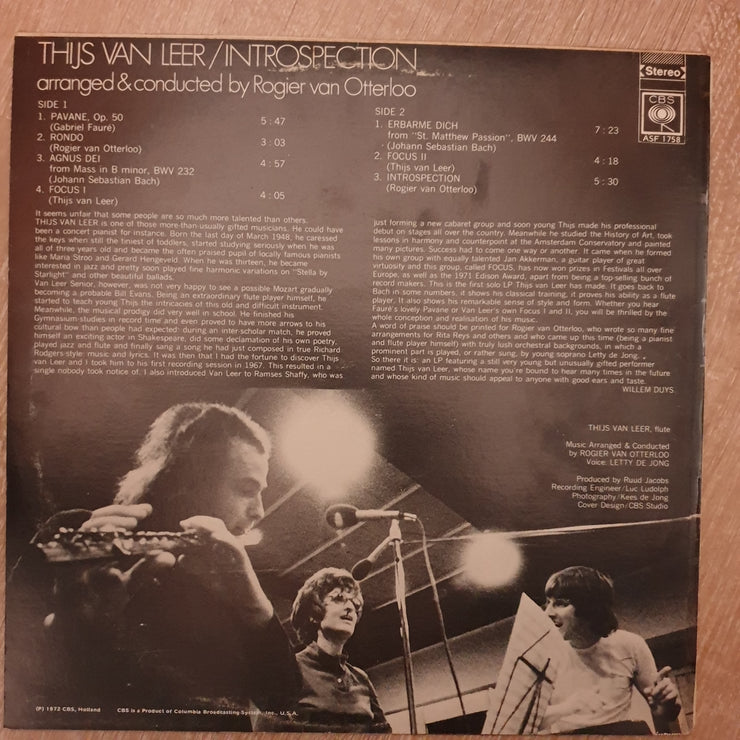 THIJS VAN LEER/INTROSPECTION
arranged & conducted by Rogier van Otterloo
Stereo
CBS
ASF 1758
SIDE 1
1. PAVANE, Op. 50 5 : 47
(Gabriel Fauré)
2. RONDO 3 : 03
(Rogier van Otterloo)
3. AGNUS DEI 4 : 57
from Mass in B minor, BWV 232
(Johann Sebastian Bach)
4. FOCUS I 4 : 05
(Thijs van Leer)
SIDE 2
1. ERBARME DICH 7 : 23
from "St. Matthew Passion", BWV 244
(Johann Sebastian Bach)
2. FOCUS II 4 : 18
(Thijs van Leer)
3. INTROSPECTION 5 : 30
(Rogier van Otterloo)
It seems unfair that some people are so much more talented than others.
THIJS VAN LEER is one of those more-than-usually gifted musicians. He could have
been a concert pianist for instance. Born the last day of March 1948, he caressed
the keys when still the tiniest of toddlers, started studying seriously when he was
all of three years old and became the often praised pupil of locally famous pianists
like Maria Stroo and Gerard Hengeveld. When he was thirteen, he became
interested in jazz and pretty soon played fine harmonic variations on "Stella by
Starlight" and other beautiful ballads.
Van Leer Senior, however, was not very happy to see a possible Mozart gradually
becoming a probable Bill Evans. Being an extraordinary flute player himself, he
started to teach young Thijs the intricacies of this old and difficult instrument.
Meanwhile, the musical prodigy did very well in school. He finished his
Gymnasium-studies in record time and even proved to have more arrows to his
cultural bow than people had expected: during an inter-scholar match, he proved
himself an exciting actor in Shakespeare, did some declamation of his own poetry,
played jazz and flute and finally sang a song he had just composed in true Richard
Rodgers-style: music and lyrics. It was then that I had the fortune to discover Thijs
van Leer and I took him to his first recording session in 1967. This resulted in a
single nobody took notice of. I also introduced Van Leer to Ramses Shaffy, who was
just forming a new cabaret group and soon young Thijs made his professional
debut on stages all over the country. Meanwhile he studied the History of Art, took
lessons in harmony and counterpoint at the Amsterdam Conservatory and painted
many pictures. Success had to come one way or another. It came when he formed
his own group with equally talented Jan Akkerman, a guitar player of great
virtuosity and this group, called FOCUS, has now won prizes in Festivals all over
Europe, as well as the 1971 Edison Award, apart from being a top-selling bunch of
record makers. This is the first solo LP Thijs van Leer has made. It goes back to
Bach in some numbers, it shows his classical training, it proves his ability as a flute
player. It also shows his remarkable sense of style and form. Whether you hear
Fauré's lovely Pavane or Van Leer's own Focus I and II, you will be thrilled by the
whole conception and realisation of his music.
A word of praise should be printed for Rogier van Otterloo, who wrote so many fine
arrangements for Rita Reys and others and who came up this time (being a pianist
and flute player himself) with truly lush orchestral backgrounds, in which a
prominent part is played, or rather sung, by young soprano Letty de Jong.
So there it is: an LP featuring a still very young but unusually gifted performer
named Thijs van Leer, whose name you're bound to hear many times in the future
and whose kind of music should appeal to anyone with good ears and taste.
WILLEM DUYS
THIJS VAN LEER, flute
Music Arranged & Conducted
by ROGIER VAN OTTERLOO
Voice: LETTY DE JONG
Produced by Ruud Jacobs
Recording Engineer/Luc Ludolph
Photography/Kees de Jong
Cover Design/CBS Studio
(P) 1972 CBS, Holland CBS is a Product of Columbia Broadcasting System, Inc., U.S.A.